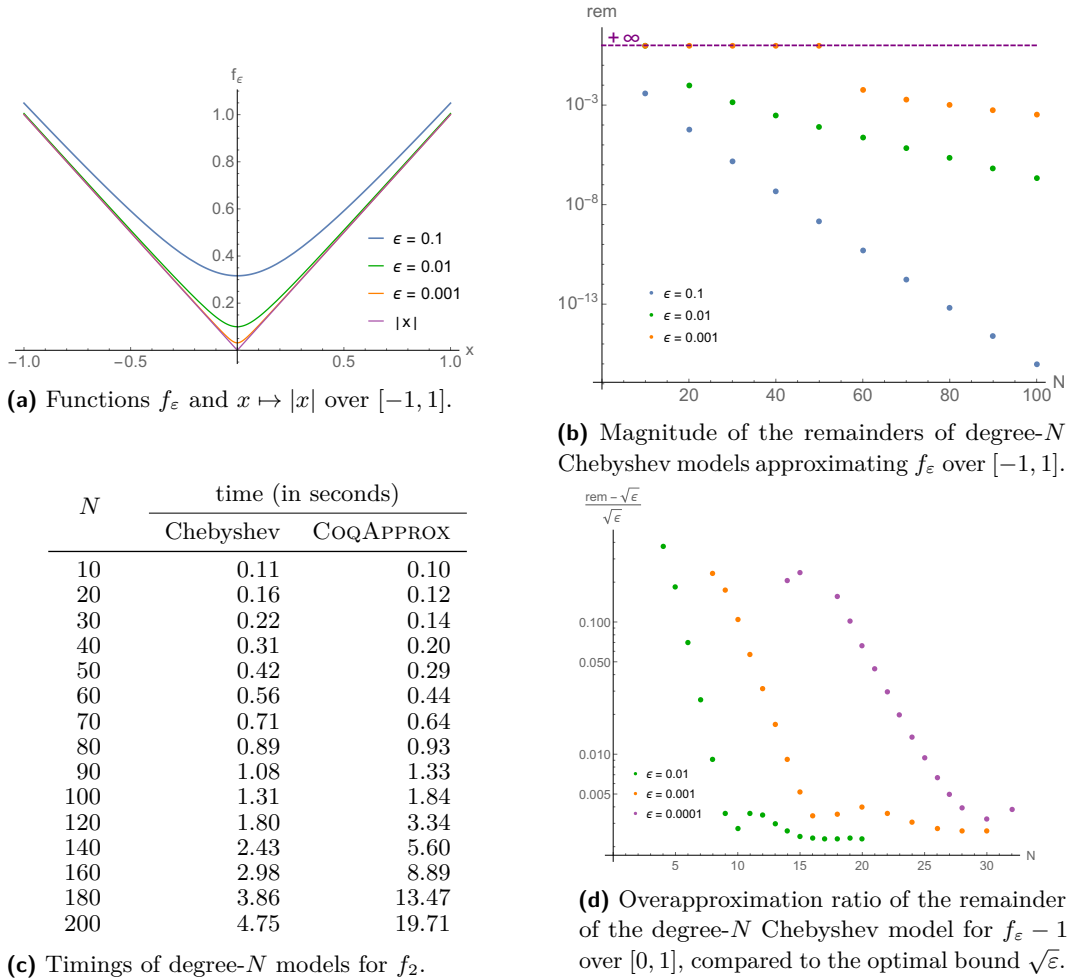 f_ε
1.0
0.8
0.6
0.4
0.2
ϵ = 0.1
ϵ = 0.01
ϵ = 0.001
|x|
−1.0 −0.5 0.5 1.0 x
(a) Functions f_ε and x ↦ |x| over [−1, 1].
rem
+ ∞
10^−3
10^−8
10^−13
ϵ = 0.1
ϵ = 0.01
ϵ = 0.001
20 40 60 80 100 N
(b) Magnitude of the remainders of degree-N
Chebyshev models approximating f_ε over [−1, 1].
N time (in seconds)
Chebyshev COQAPPROX
10 0.11 0.10
20 0.16 0.12
30 0.22 0.14
40 0.31 0.20
50 0.42 0.29
60 0.56 0.44
70 0.71 0.64
80 0.89 0.93
90 1.08 1.33
100 1.31 1.84
120 1.80 3.34
140 2.43 5.60
160 2.98 8.89
180 3.86 13.47
200 4.75 19.71
(c) Timings of degree-N models for f_2.
rem − √ε
√ε
0.100
0.050
0.010
0.005
ϵ = 0.01
ϵ = 0.001
ϵ = 0.0001
5 10 15 20 25 30 N
(d) Overapproximation ratio of the remainder
of the degree-N Chebyshev model for f_ε − 1
over [0, 1], compared to the optimal bound √ε.